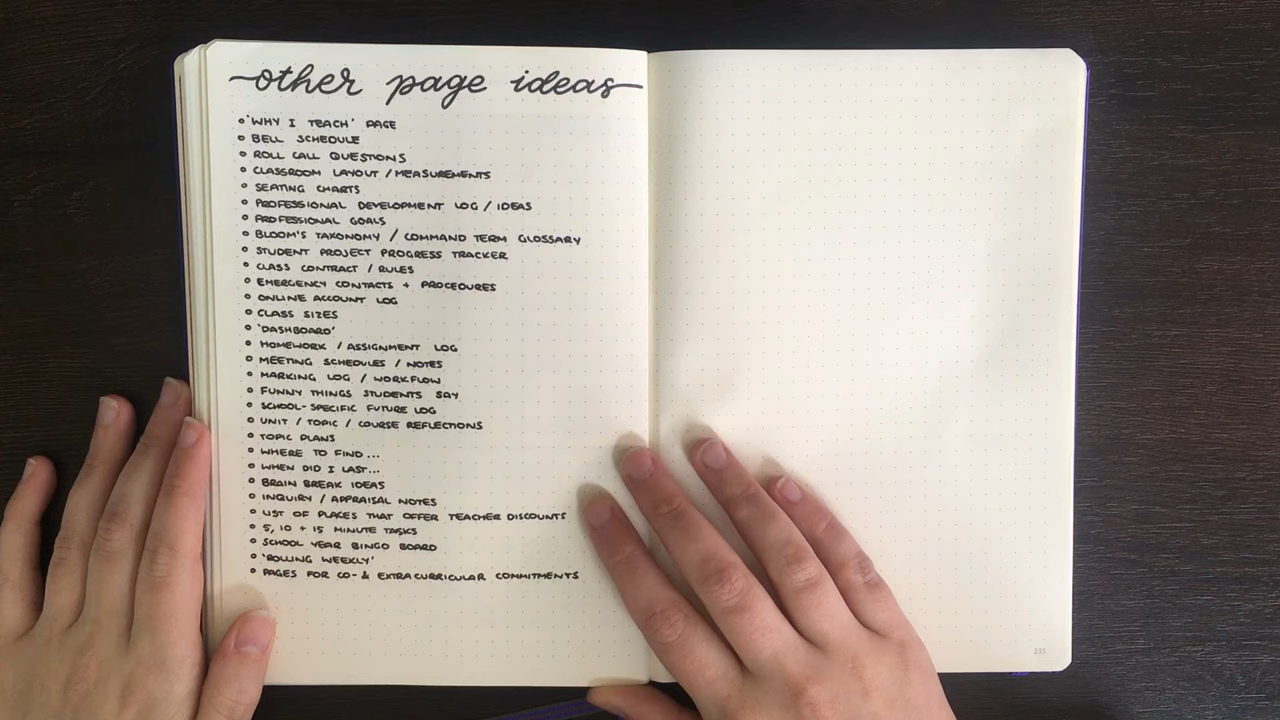 other page ideas
• 'WHY I TEACH' PAGE
• BELL SCHEDULE
• ROLL CALL QUESTIONS
• CLASSROOM LAYOUT / MEASUREMENTS
• SEATING CHARTS
• PROFESSIONAL DEVELOPMENT LOG / IDEAS
• PROFESSIONAL GOALS
• BLOOM'S TAXONOMY / COMMAND TERM GLOSSARY
• STUDENT PROJECT PROGRESS TRACKER
• CLASS CONTRACT / RULES
• EMERGENCY CONTACTS + PROCEDURES
• ONLINE ACCOUNT LOG
• CLASS SIZES
• 'DASHBOARD'
• HOMEWORK / ASSIGNMENT LOG
• MEETING SCHEDULES / NOTES
• MARKING LOG / WORKFLOW
• FUNNY THINGS STUDENTS SAY
• SCHOOL-SPECIFIC FUTURE LOG
• UNIT / TOPIC / COURSE REFLECTIONS
• TOPIC PLANS
• WHERE TO FIND...
• WHEN DID I LAST...
• BRAIN BREAK IDEAS
• INQUIRY / APPRAISAL NOTES
• LIST OF PLACES THAT OFFER TEACHER DISCOUNTS
• 5, 10 + 15 MINUTE TASKS
• SCHOOL YEAR BINGO BOARD
• 'ROLLING WEEKLY'
• PAGES FOR CO- & EXTRACURRICULAR COMMITMENTS
235